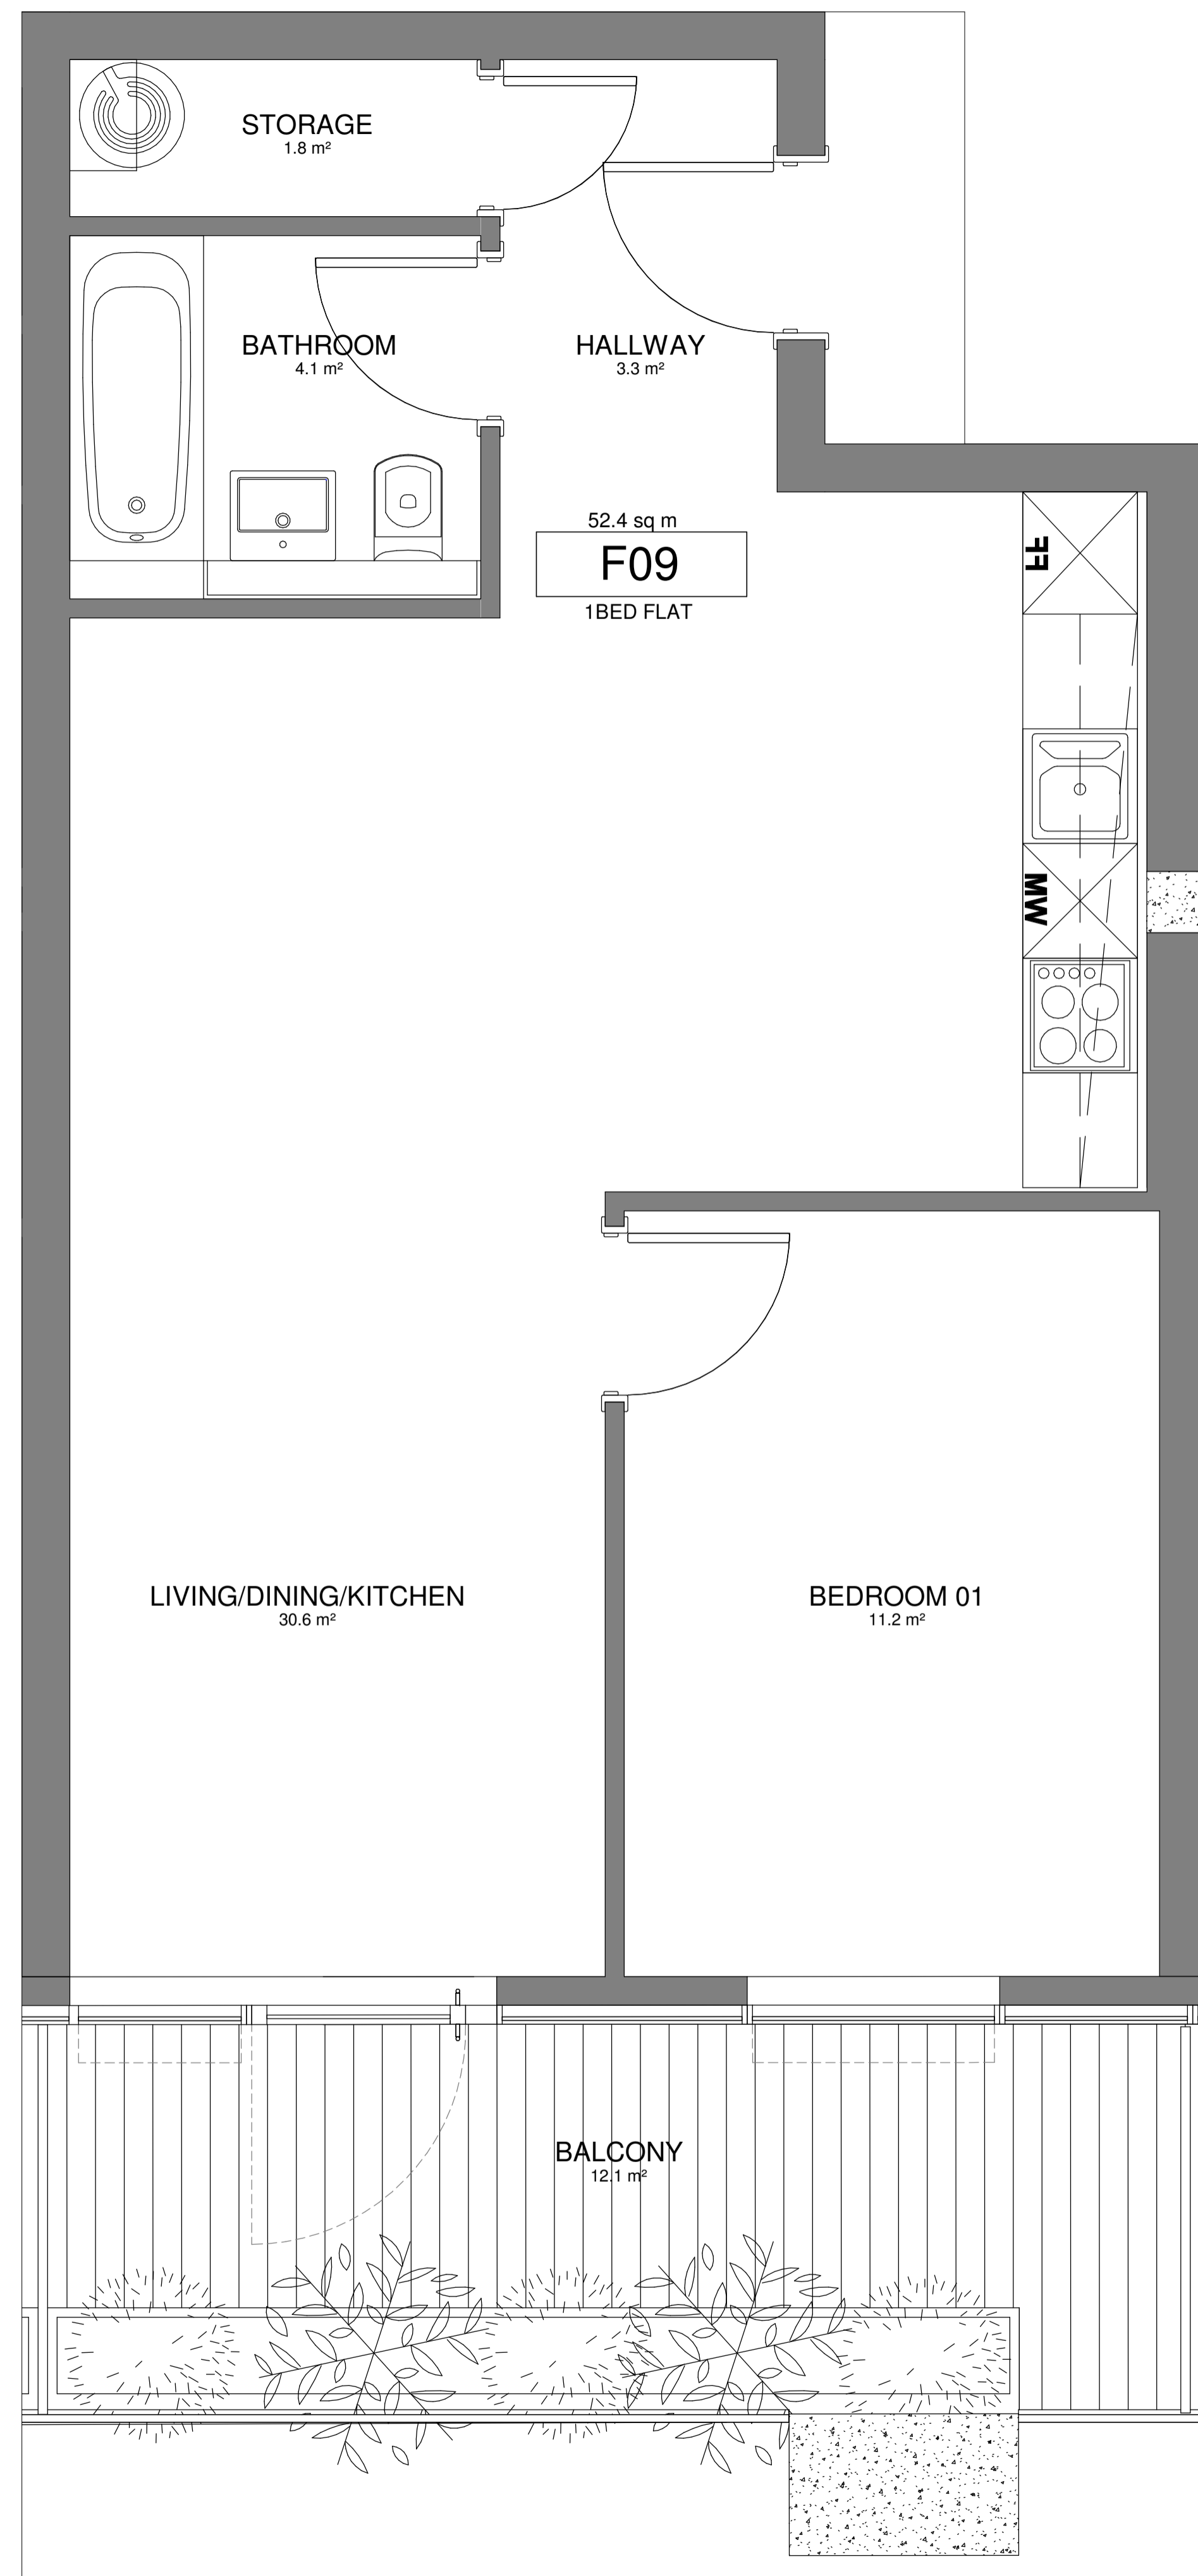 STORAGE
1.8 m²
BATHROOM
4.1 m²
HALLWAY
3.3 m²
52.4 sq m
F09
1BED FLAT
FF
MW
LIVING/DINING/KITCHEN
30.6 m²
BEDROOM 01
11.2 m²
BALCONY
12.1 m²